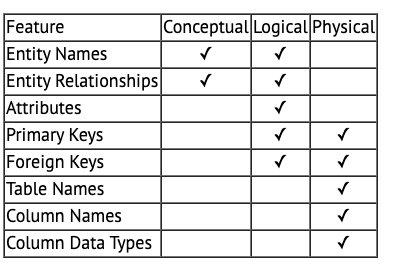 Feature Conceptual Logical Physical
Entity Names ✓ ✓
Entity Relationships ✓ ✓
Attributes ✓
Primary Keys ✓ ✓
Foreign Keys ✓ ✓
Table Names ✓
Column Names ✓
Column Data Types ✓